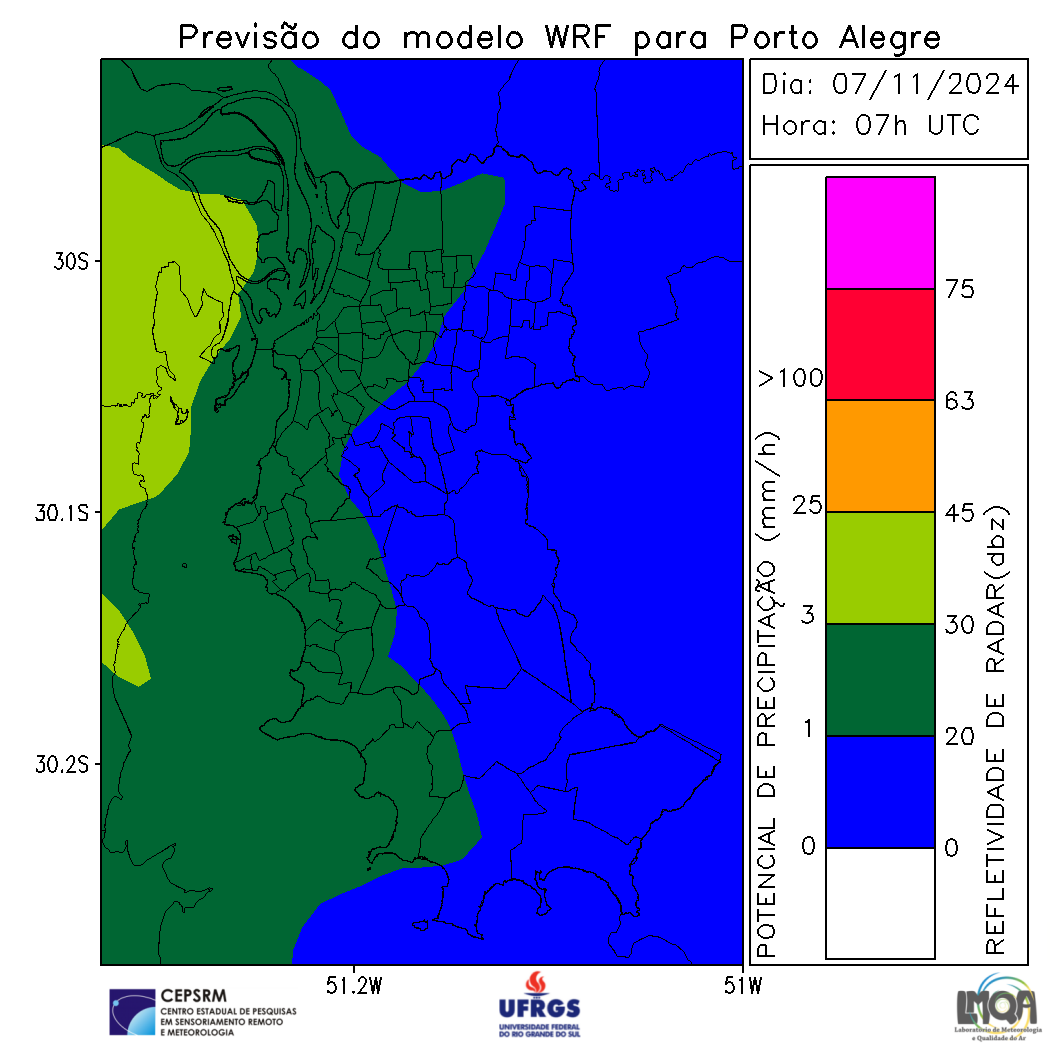 Previsão do modelo WRF para Porto Alegre
Dia: 07/11/2024
Hora: 07h UTC
30S
30.1S
30.2S
51.2W
51W
POTENCIAL DE PRECIPITAÇÃO (mm/h)
>100
25
3
1
0
75
63
45
30
20
0
REFLETIVIDADE DE RADAR(dbz)
CEPSRM
CENTRO ESTADUAL DE PESQUISAS
EM SENSORIAMENTO REMOTO
E METEOROLOGIA
UFRGS
UNIVERSIDADE FEDERAL
DO RIO GRANDE DO SUL
LMQA
Laboratório de Meteorologia
e Qualidade do Ar